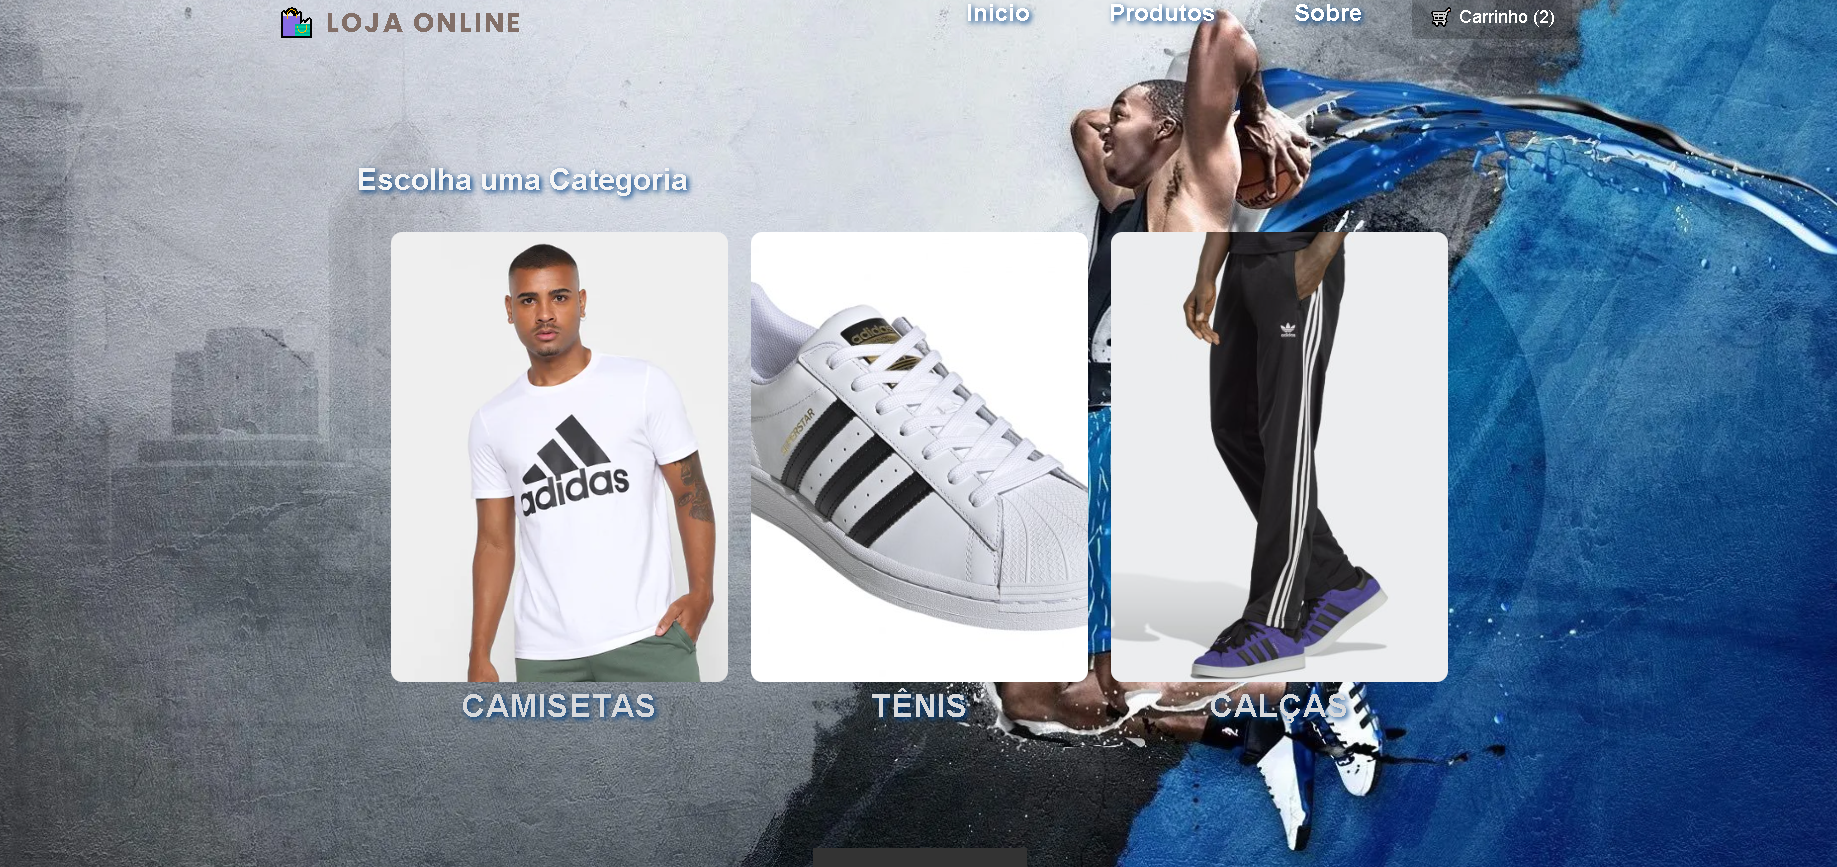 LOJA ONLINE
Inicio
Produtos
Sobre
Carrinho (2)
Escolha uma Categoria
adidas
adidas
SUPERSTAR
CAMISETAS
TÊNIS
CALÇAS